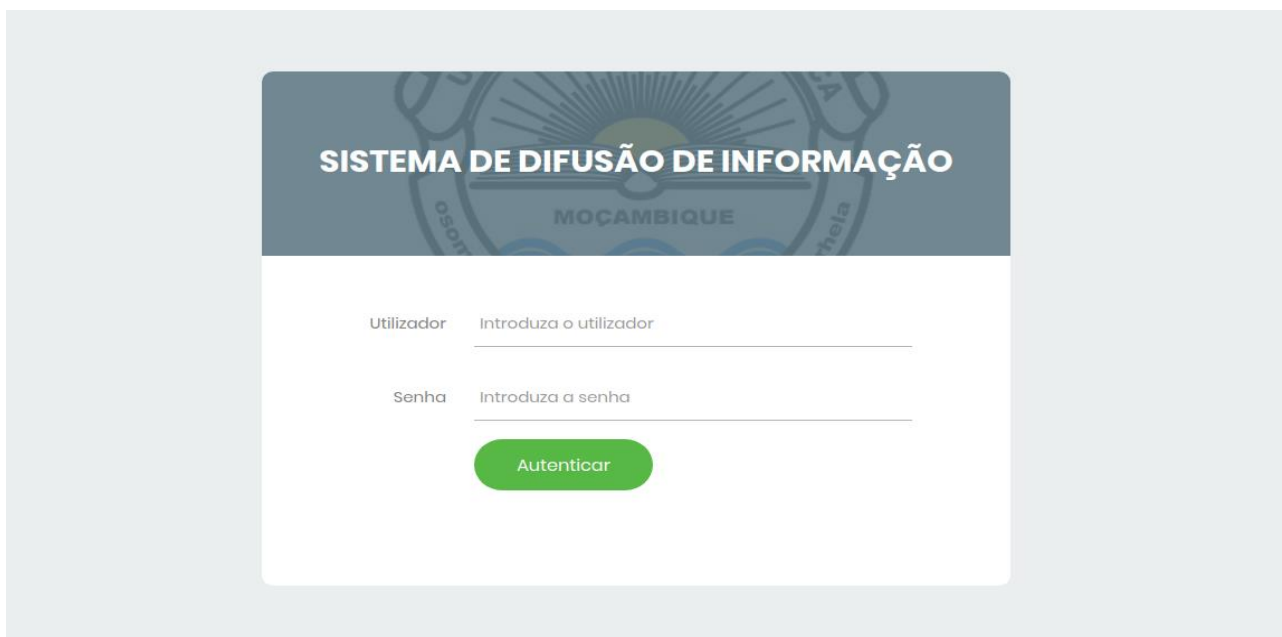 SISTEMA DE DIFUSÃO DE INFORMAÇÃO
MOÇAMBIQUE
Utilizador
Introduza o utilizador
Senha
Introduza a senha
Autenticar